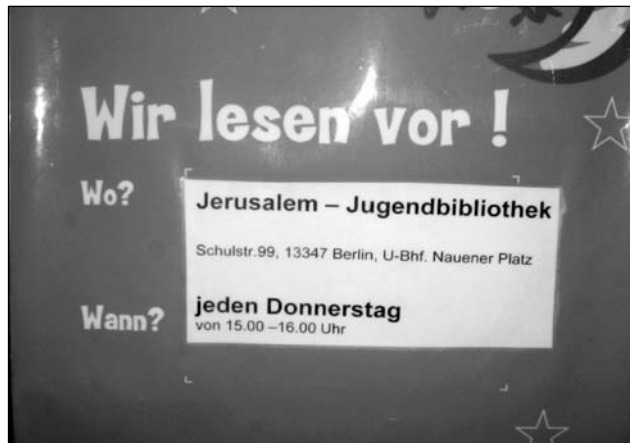 Wir lesen vor !
Wo?
Jerusalem – Jugendbibliothek
Schulstr.99, 13347 Berlin, U-Bhf. Nauener Platz
Wann?
jeden Donnerstag
von 15.00 –16.00 Uhr